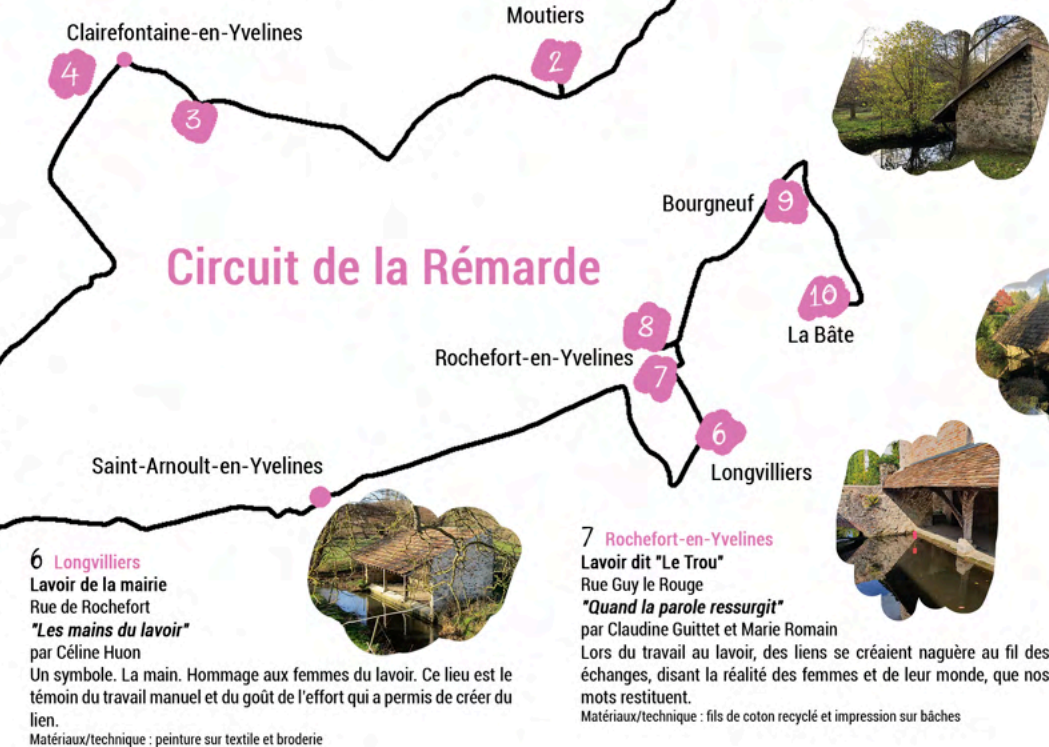 Moutiers
Clairefontaine-en-Yvelines
2
4
3
Bourgneuf
9
Circuit de la Rémarde
10
8
La Bâte
Rochefort-en-Yvelines
7
6
Saint-Arnoult-en-Yvelines
Longvilliers
6 Longvilliers
Lavoir de la mairie
Rue de Rochefort
"Les mains du lavoir"
par Céline Huon
Un symbole. La main. Hommage aux femmes du lavoir. Ce lieu est le
témoin du travail manuel et du goût de l'effort qui a permis de créer du
lien.
Matériaux/technique : peinture sur textile et broderie
7 Rochefort-en-Yvelines
Lavoir dit "Le Trou"
Rue Guy le Rouge
"Quand la parole ressurgit"
par Claudine Guittet et Marie Romain
Lors du travail au lavoir, des liens se créaient naguère au fil des
échanges, disant la réalité des femmes et de leur monde, que nos
mots restituent.
Matériaux/technique : fils de coton recyclé et impression sur bâches